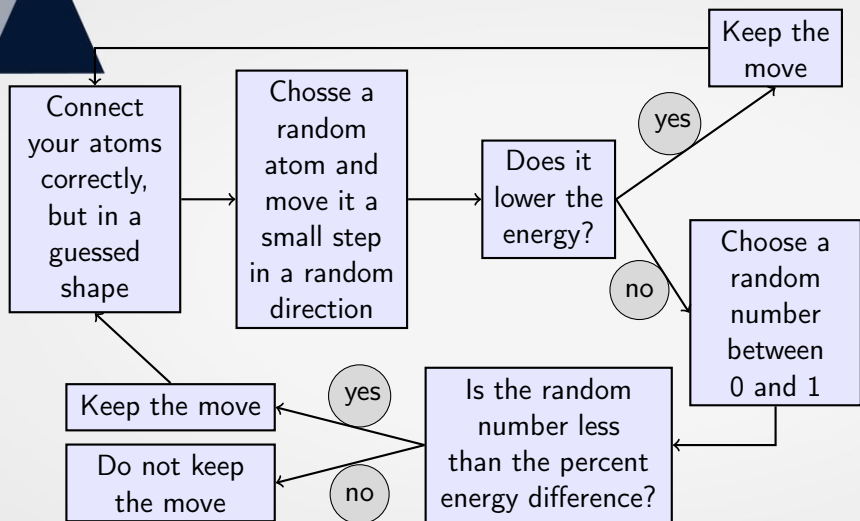 Connect
your atoms
correctly,
but in a
guessed
shape
Chosse a
random
atom and
move it a
small step
in a random
direction
Does it
lower the
energy?
yes
Keep the
move
no
Choose a
random
number
between
0 and 1
Is the random
number less
than the percent
energy difference?
yes
Keep the move
no
Do not keep
the move